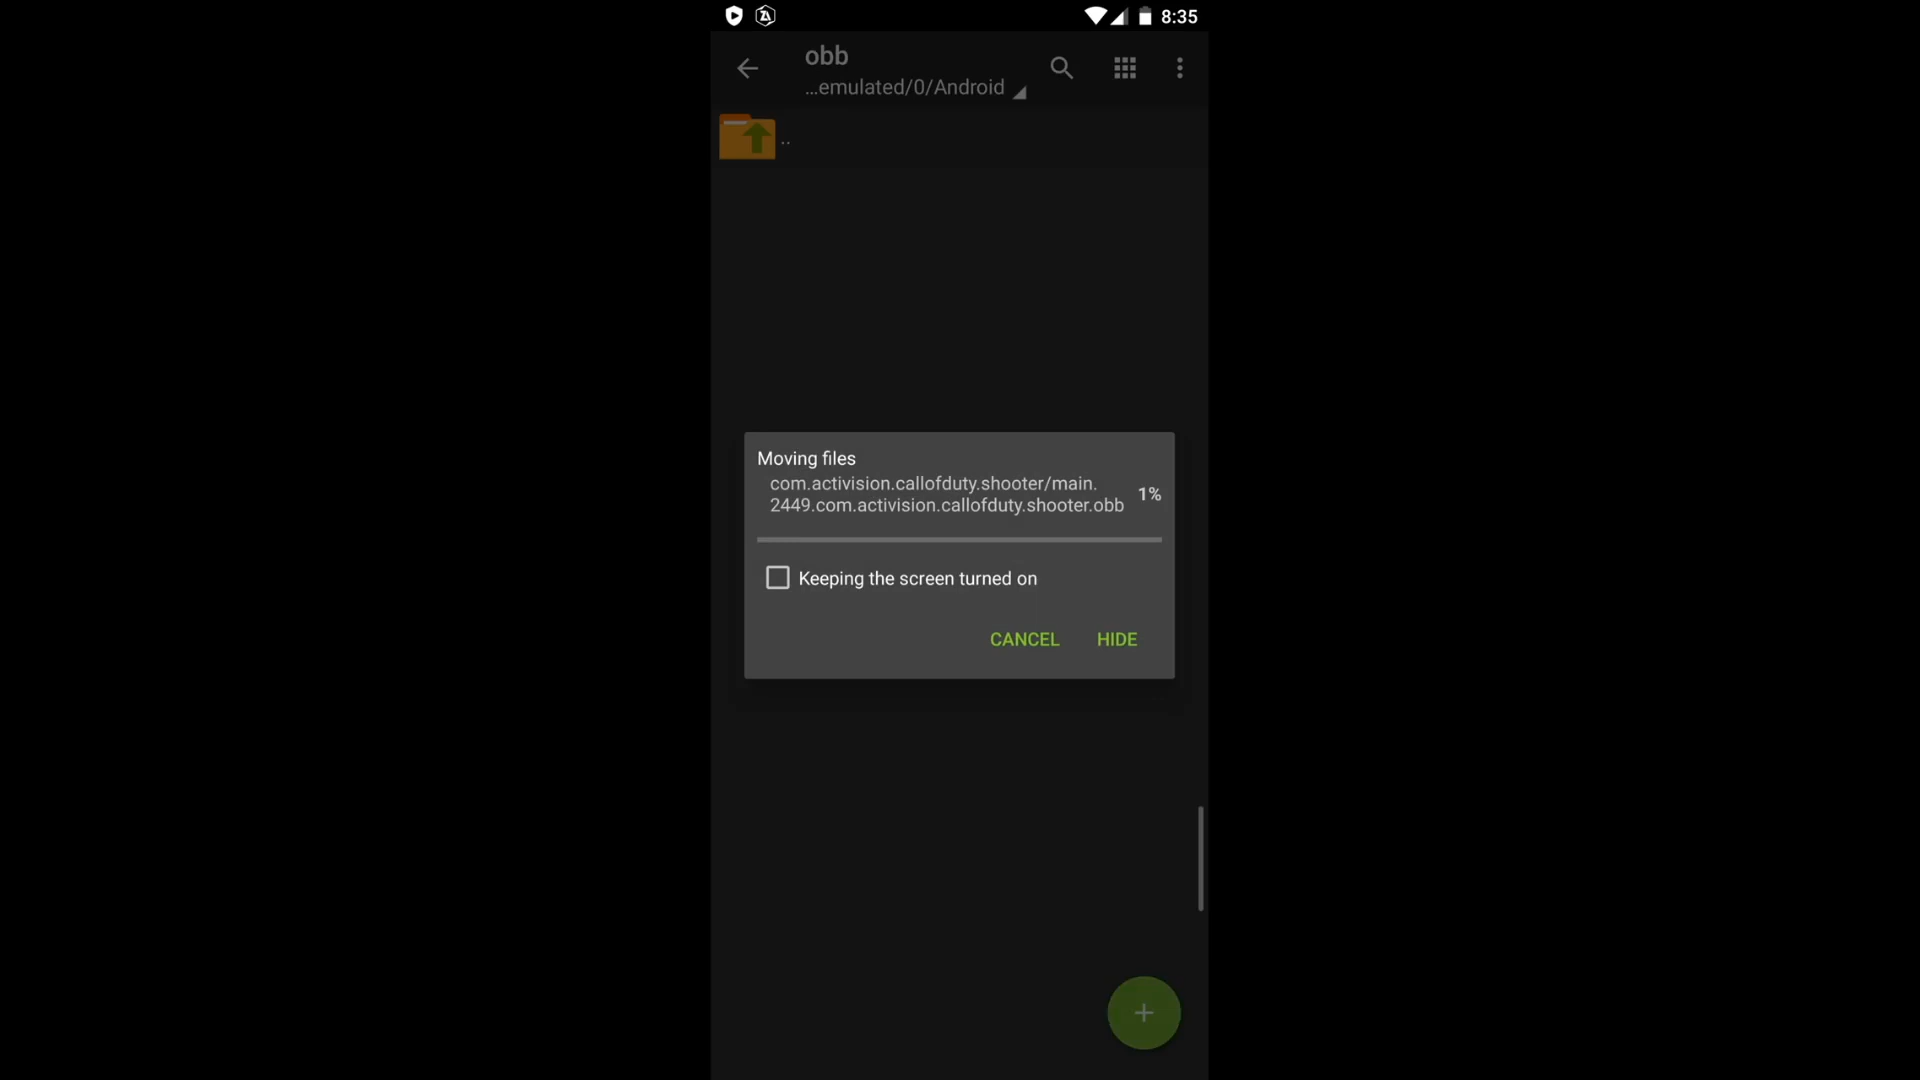 8:35
obb
...emulated/0/Android
..
Moving files
com.activision.callofduty.shooter/main.
2449.com.activision.callofduty.shooter.obb
1%
Keeping the screen turned on
CANCEL HIDE